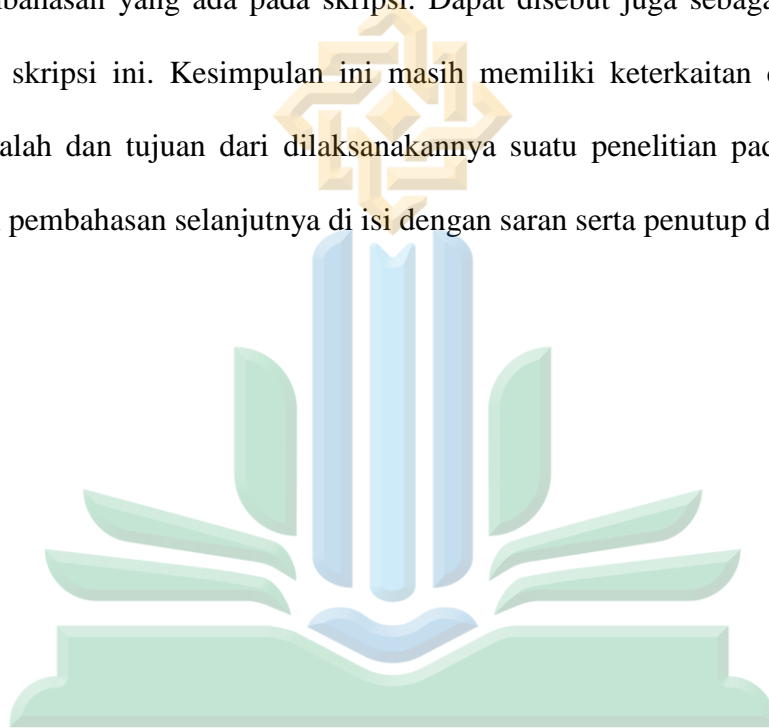 bahasan yang ada pada skripsi. Dapat disebut juga sebaga
skripsi ini. Kesimpulan ini masih memiliki keterkaitan
alah dan tujuan dari dilaksanakannya suatu penelitian pad
pembahasan selanjutnya di isi dengan saran serta penutup d